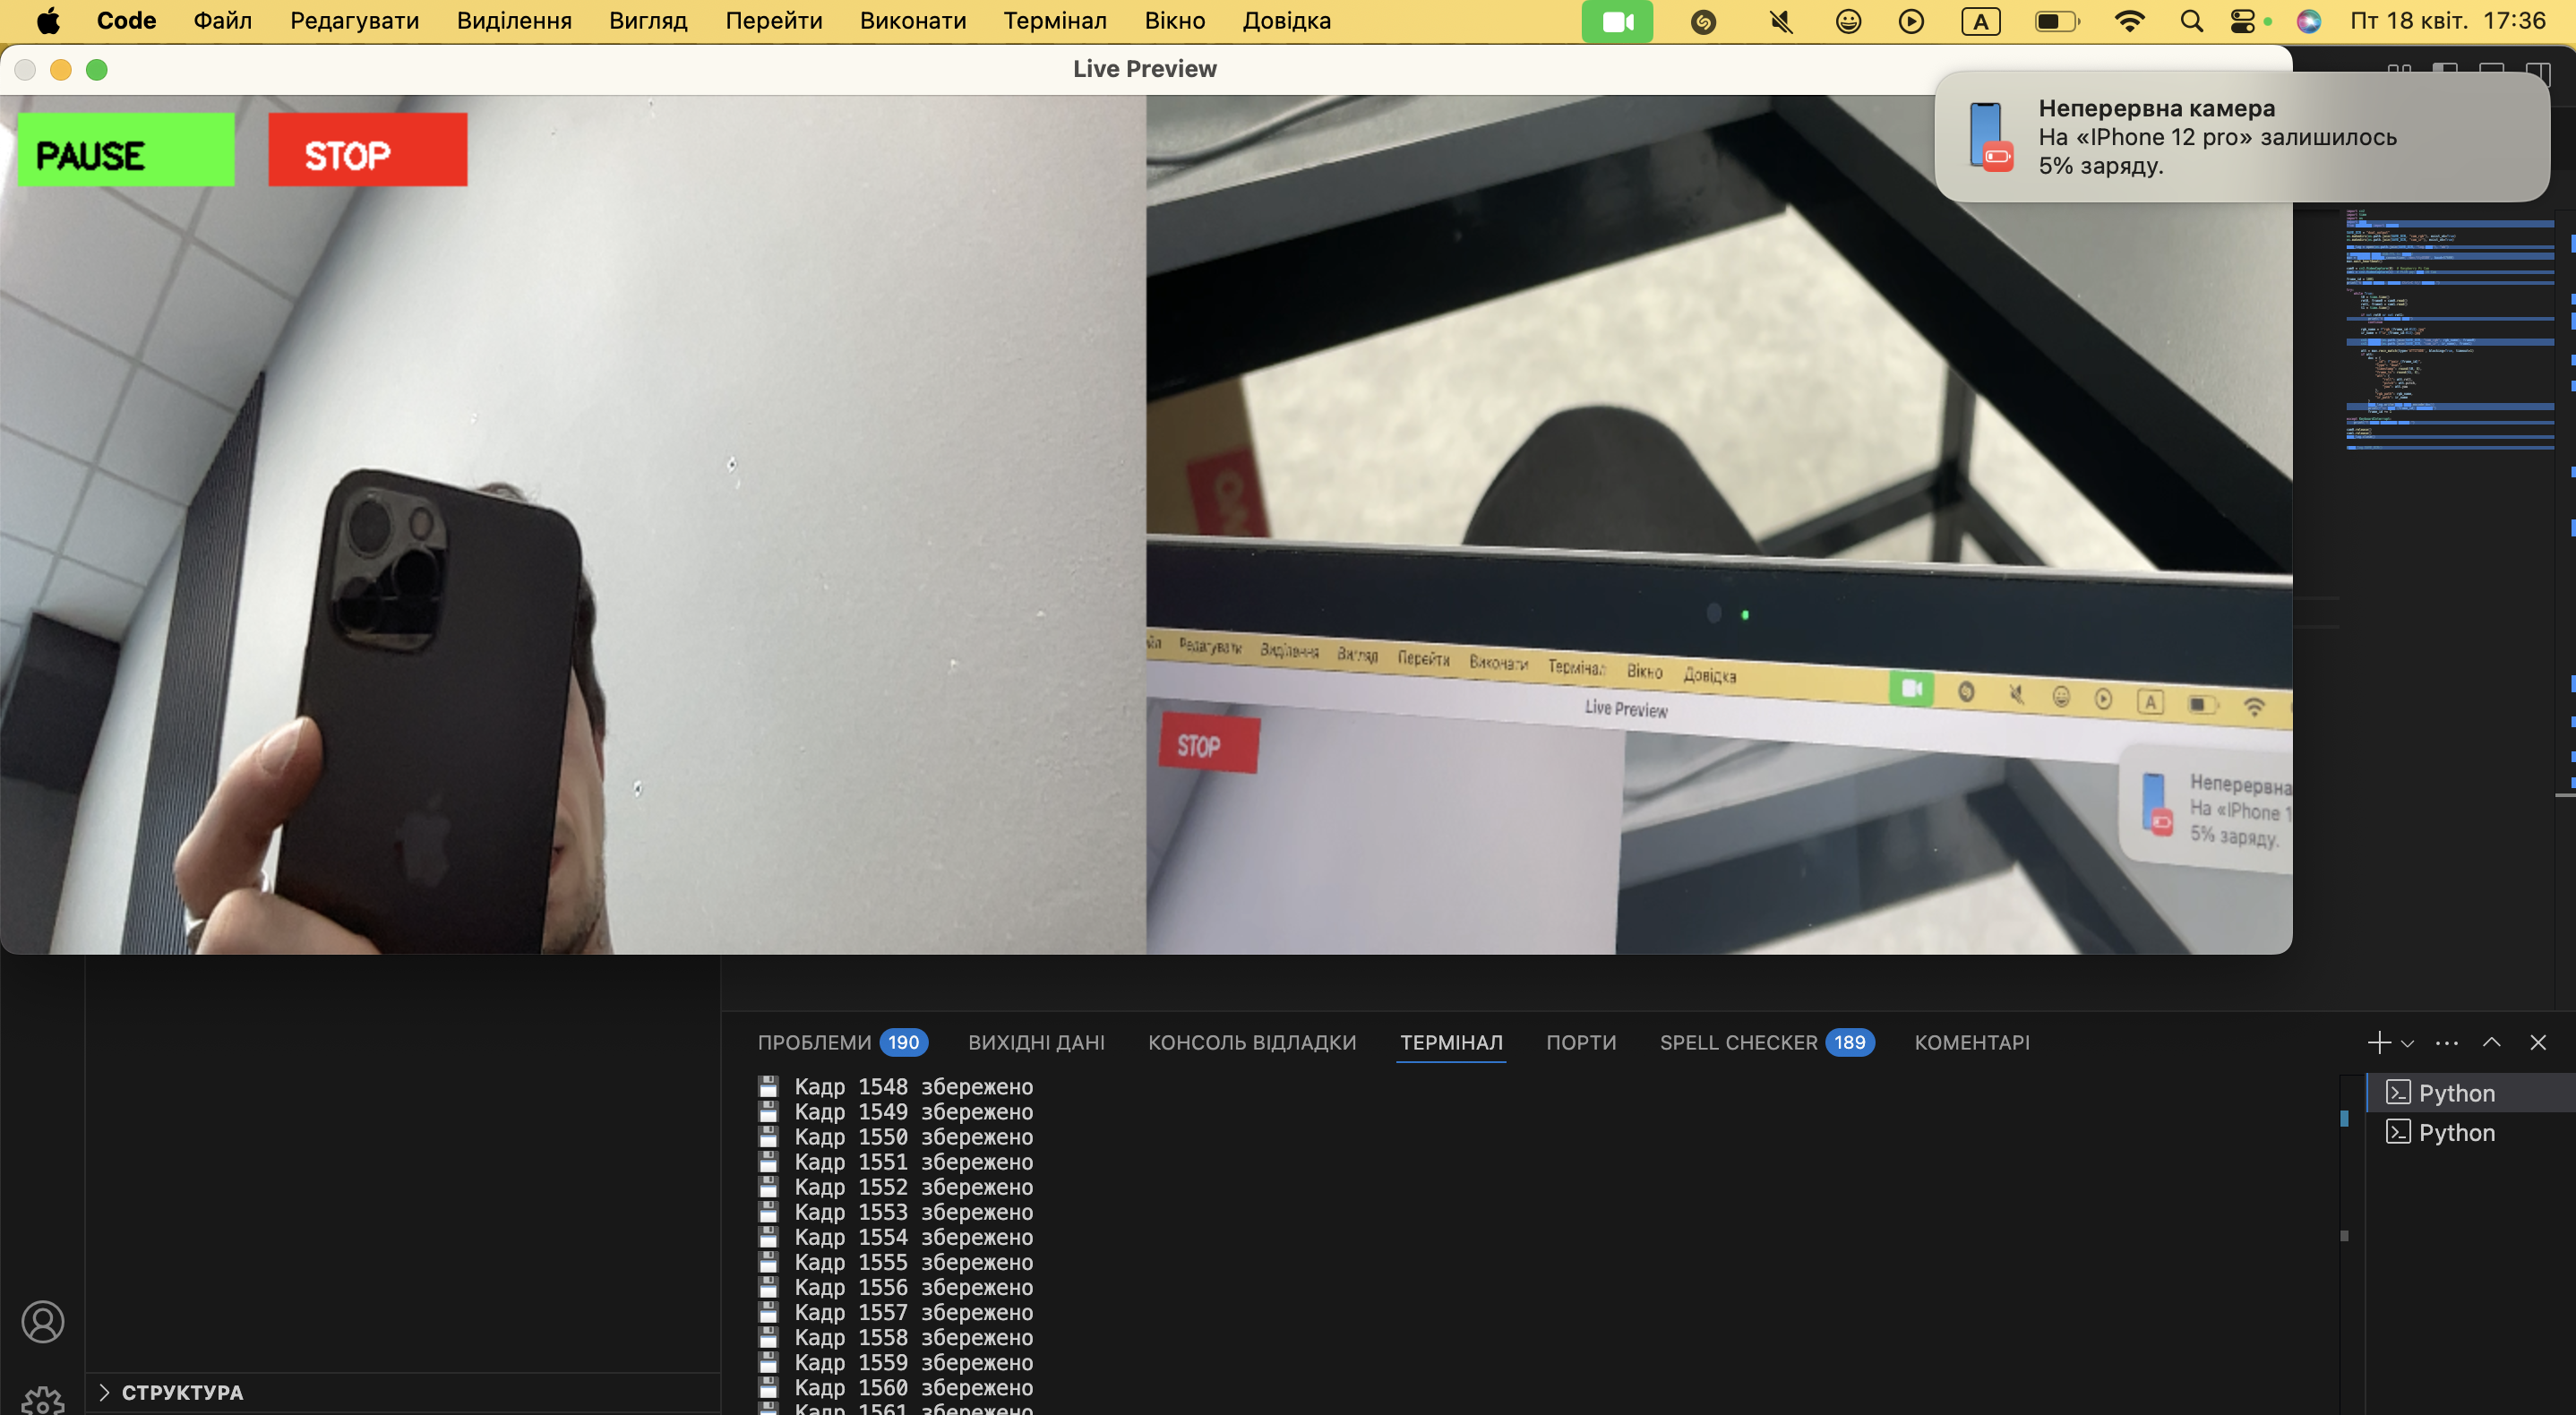 Code Файл Редагувати Виділення Вигляд Перейти Виконати Термінал Вікно Довідка A Пт 18 квіт. 17:36
Live Preview
Неперервна камера
На «IPhone 12 pro» залишилось
5% заряду.
PAUSE STOP
Редагувати Виділення Вигляд Перейти Виконати Термінал Вікно Довідка A
Live Preview
STOP
Неперервна
На «IPhone 1
5% заряду.
ПРОБЛЕМИ 190 ВИХІДНІ ДАНІ КОНСОЛЬ ВІДЛАДКИ ТЕРМІНАЛ ПОРТИ SPELL CHECKER 189 КОМЕНТАРІ
Кадр 1548 збережено
Кадр 1549 збережено
Кадр 1550 збережено
Кадр 1551 збережено
Кадр 1552 збережено
Кадр 1553 збережено
Кадр 1554 збережено
Кадр 1555 збережено
Кадр 1556 збережено
Кадр 1557 збережено
Кадр 1558 збережено
Кадр 1559 збережено
Кадр 1560 збережено
Кадр 1561 збережено
Python
Python
СТРУКТУРА